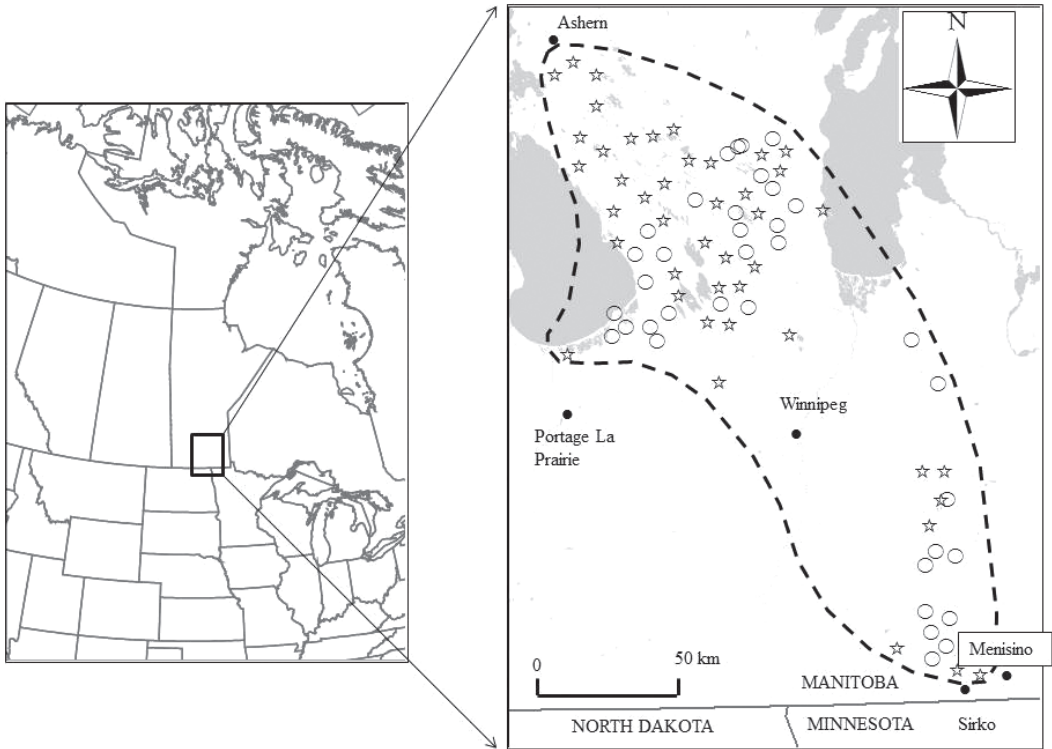 N
Ashern
Winnipeg
Portage La
Prairie
Menisino
0
50 km
MANITOBA
NORTH DAKOTA
MINNESOTA
Sirko